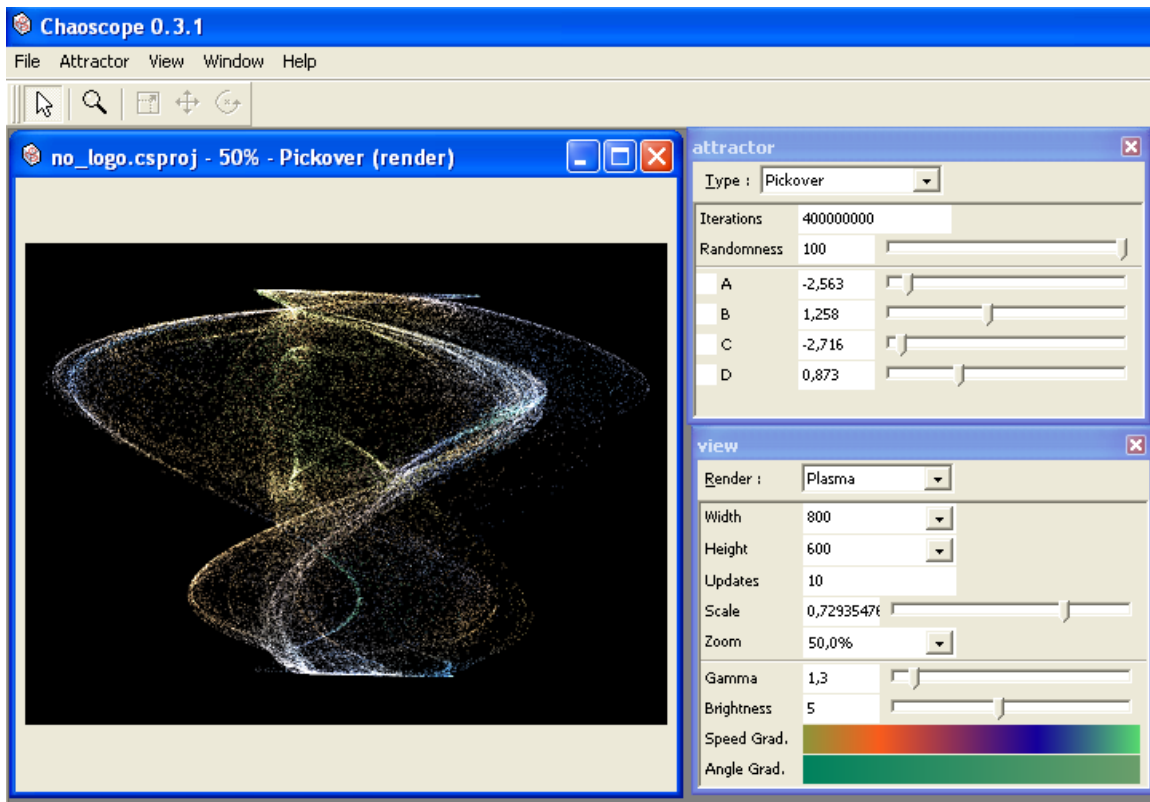 Chaoscope 0.3.1
File Attractor View Window Help
no_logo.csproj - 50% - Pickover (render)
attractor
Type : Pickover
Iterations 400000000
Randomness 100
A -2,563
B 1,258
C -2,716
D 0,873
view
Render : Plasma
Width 800
Height 600
Updates 10
Scale 0,72935476
Zoom 50,0%
Gamma 1,3
Brightness 5
Speed Grad.
Angle Grad.